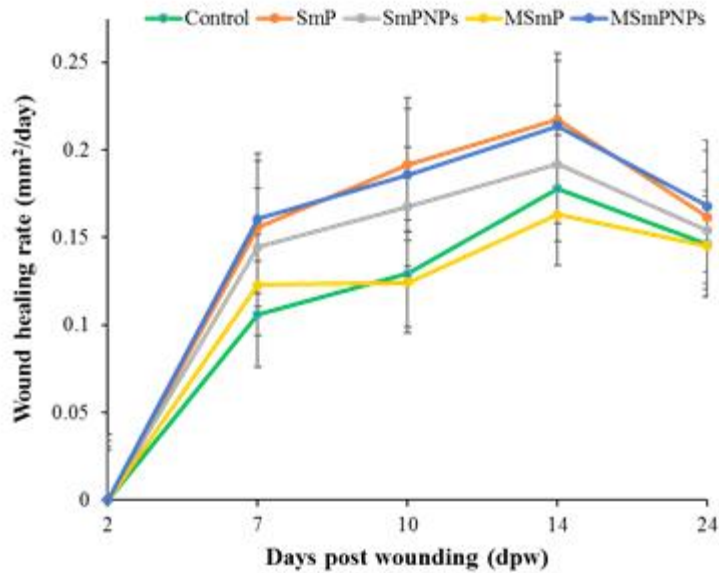 Control SmP SmPNPs MSmP MSmPNPs
0.25
0.2
0.15
0.1
0.05
0
Wound healing rate (mm²/day)
2 7 10 14 24
Days post wounding (dpw)